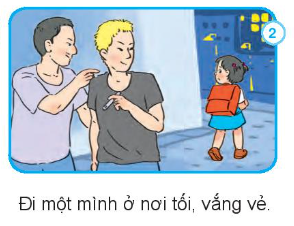 2
Đi một mình ở nơi tối, vắng vẻ.